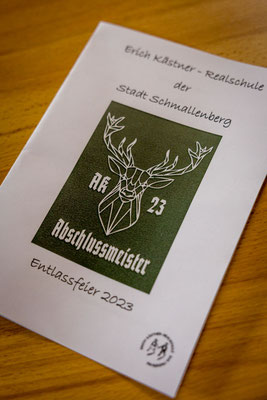 Erich Kästner - Realschule
der
Stadt Schmallenberg
AK 23
Abschlussmeister
Entlassfeier 2023